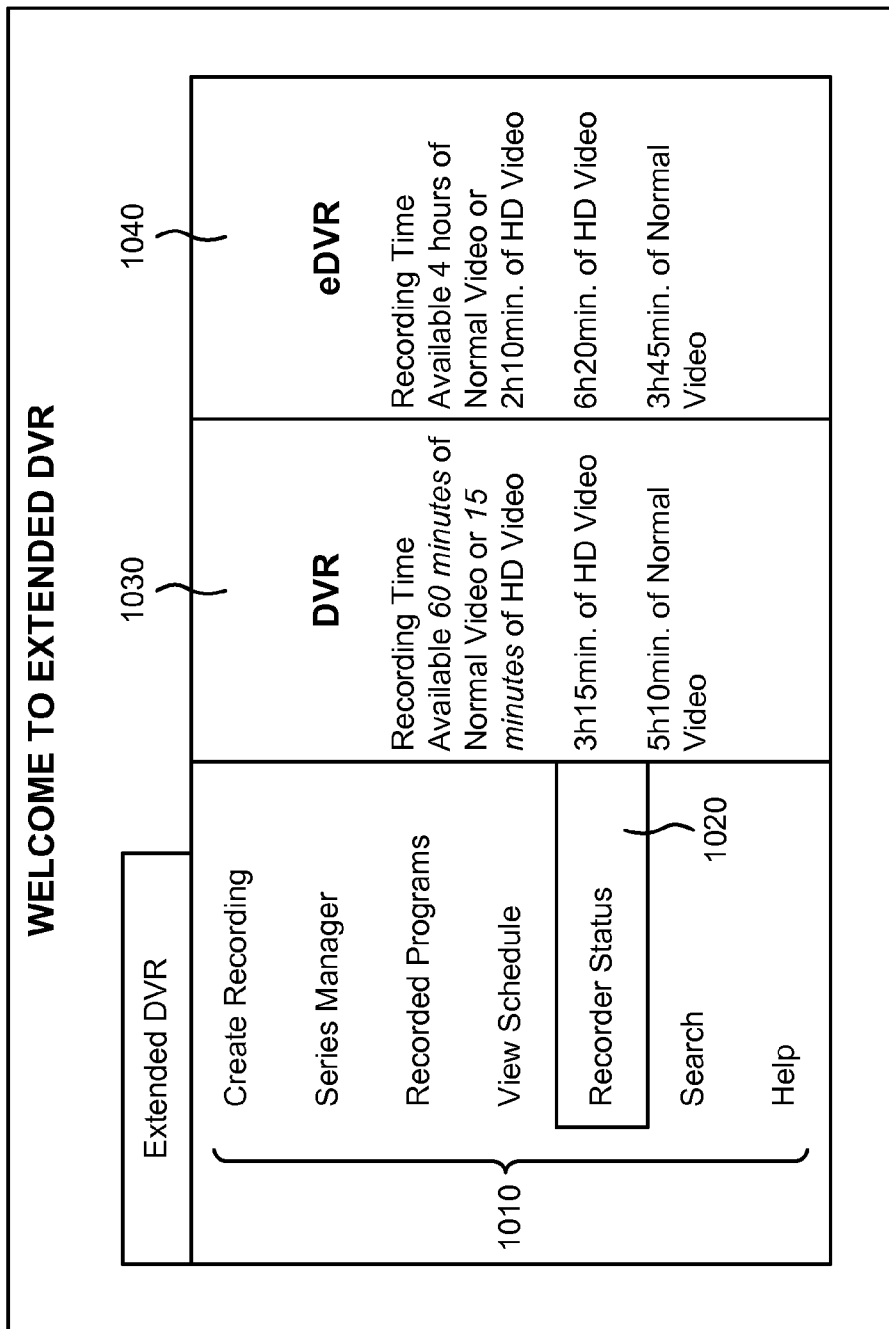 WELCOME TO EXTENDED DVR
Extended DVR
1010
Create Recording
Series Manager
Recorded Programs
View Schedule
Recorder Status
Search
Help
1020
1030
DVR
Recording Time
Available 60 minutes of
Normal Video or 15
minutes of HD Video
3h15min. of HD Video
5h10min. of Normal
Video
1040
eDVR
Recording Time
Available 4 hours of
Normal Video or
2h10min. of HD Video
6h20min. of HD Video
3h45min. of Normal
Video